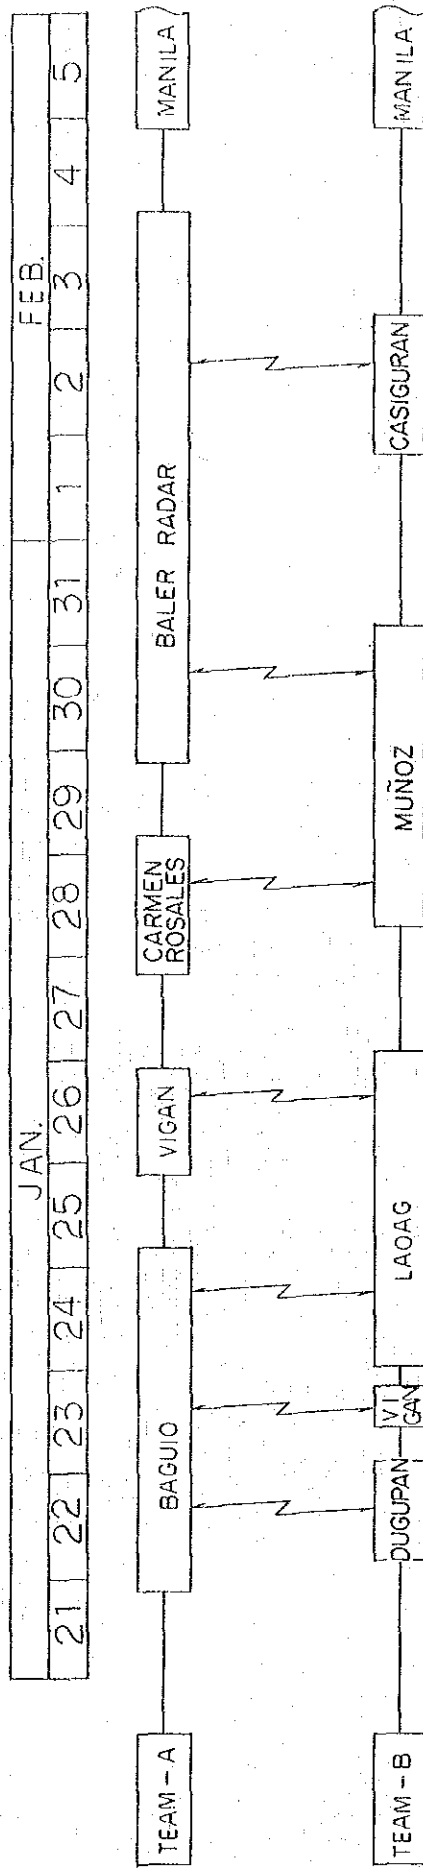 JAN. FEB.
21 22 23 24 25 26 27 28 29 30 31 1 2 3 4 5
TEAM-A BAGUIO VIGAN CARMEN
ROSALES BALER RADAR MANILA
TEAM-B DUGUPAN VI
GAN LAOAG MUÑOZ CASIGURAN MANILA